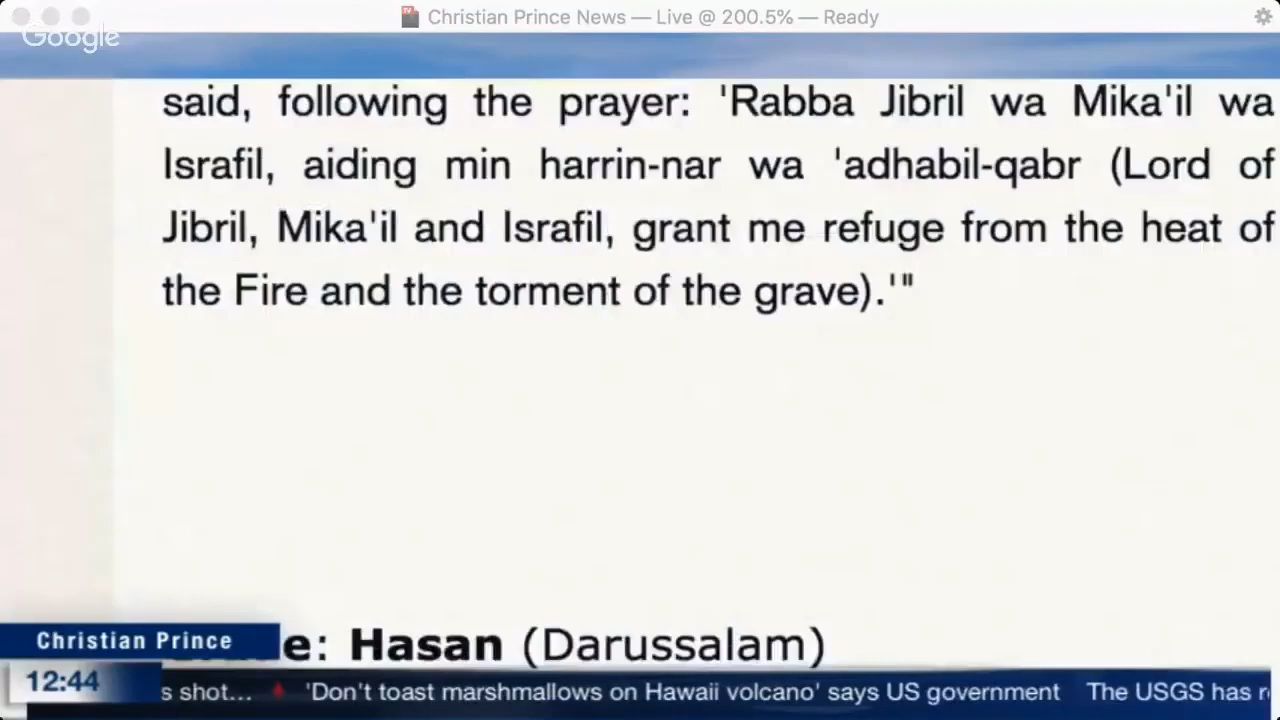 Christian Prince News — Live @ 200.5% — Ready
Google
said, following the prayer: 'Rabba Jibril wa Mika'il wa
Israfil, aiding min harrin-nar wa 'adhabil-qabr (Lord of
Jibril, Mika'il and Israfil, grant me refuge from the heat of
the Fire and the torment of the grave).'"
e: Hasan (Darussalam)
Christian Prince
12:44
s shot... 'Don't toast marshmallows on Hawaii volcano' says US government The USGS has